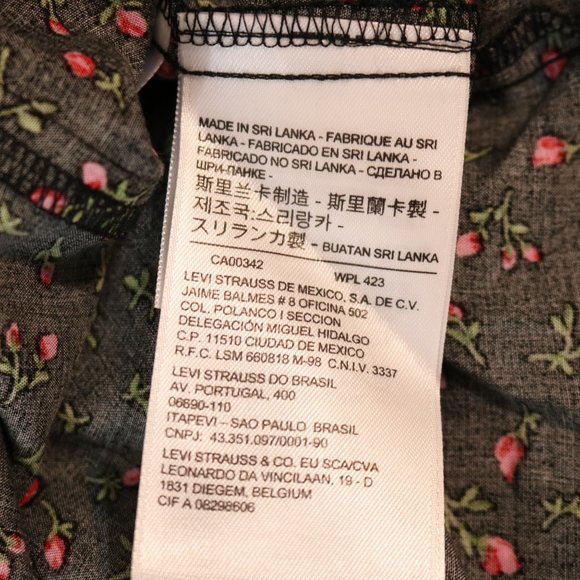 MADE IN SRI LANKA - FABRIQUE AU SRI
LANKA - FABRICADO EN SRI LANKA -
FABRICADO NO SRI LANKA - СДЕЛАНО В
ШРИ-ЛАНКЕ -
斯里兰卡制造 - 斯里蘭卡製 -
제조국:스리랑카 -
スリランカ製 - BUATAN SRI LANKA
CA00342 WPL 423
LEVI STRAUSS DE MEXICO, S.A. DE C.V.
JAIME BALMES # 8 OFICINA 502
COL. POLANCO I SECCION
DELEGACIÓN MIGUEL HIDALGO
C.P. 11510 CIUDAD DE MEXICO
R.F.C. LSM 660818 M-98 C.N.I.V. 3337
LEVI STRAUSS DO BRASIL
AV. PORTUGAL, 400
06690-110
ITAPEVI – SAO PAULO BRASIL
CNPJ: 43.351.097/0001-90
LEVI STRAUSS & CO. EU SCA/CVA
LEONARDO DA VINCILAAN, 19 - D
1831 DIEGEM, BELGIUM
CIF A 08298606